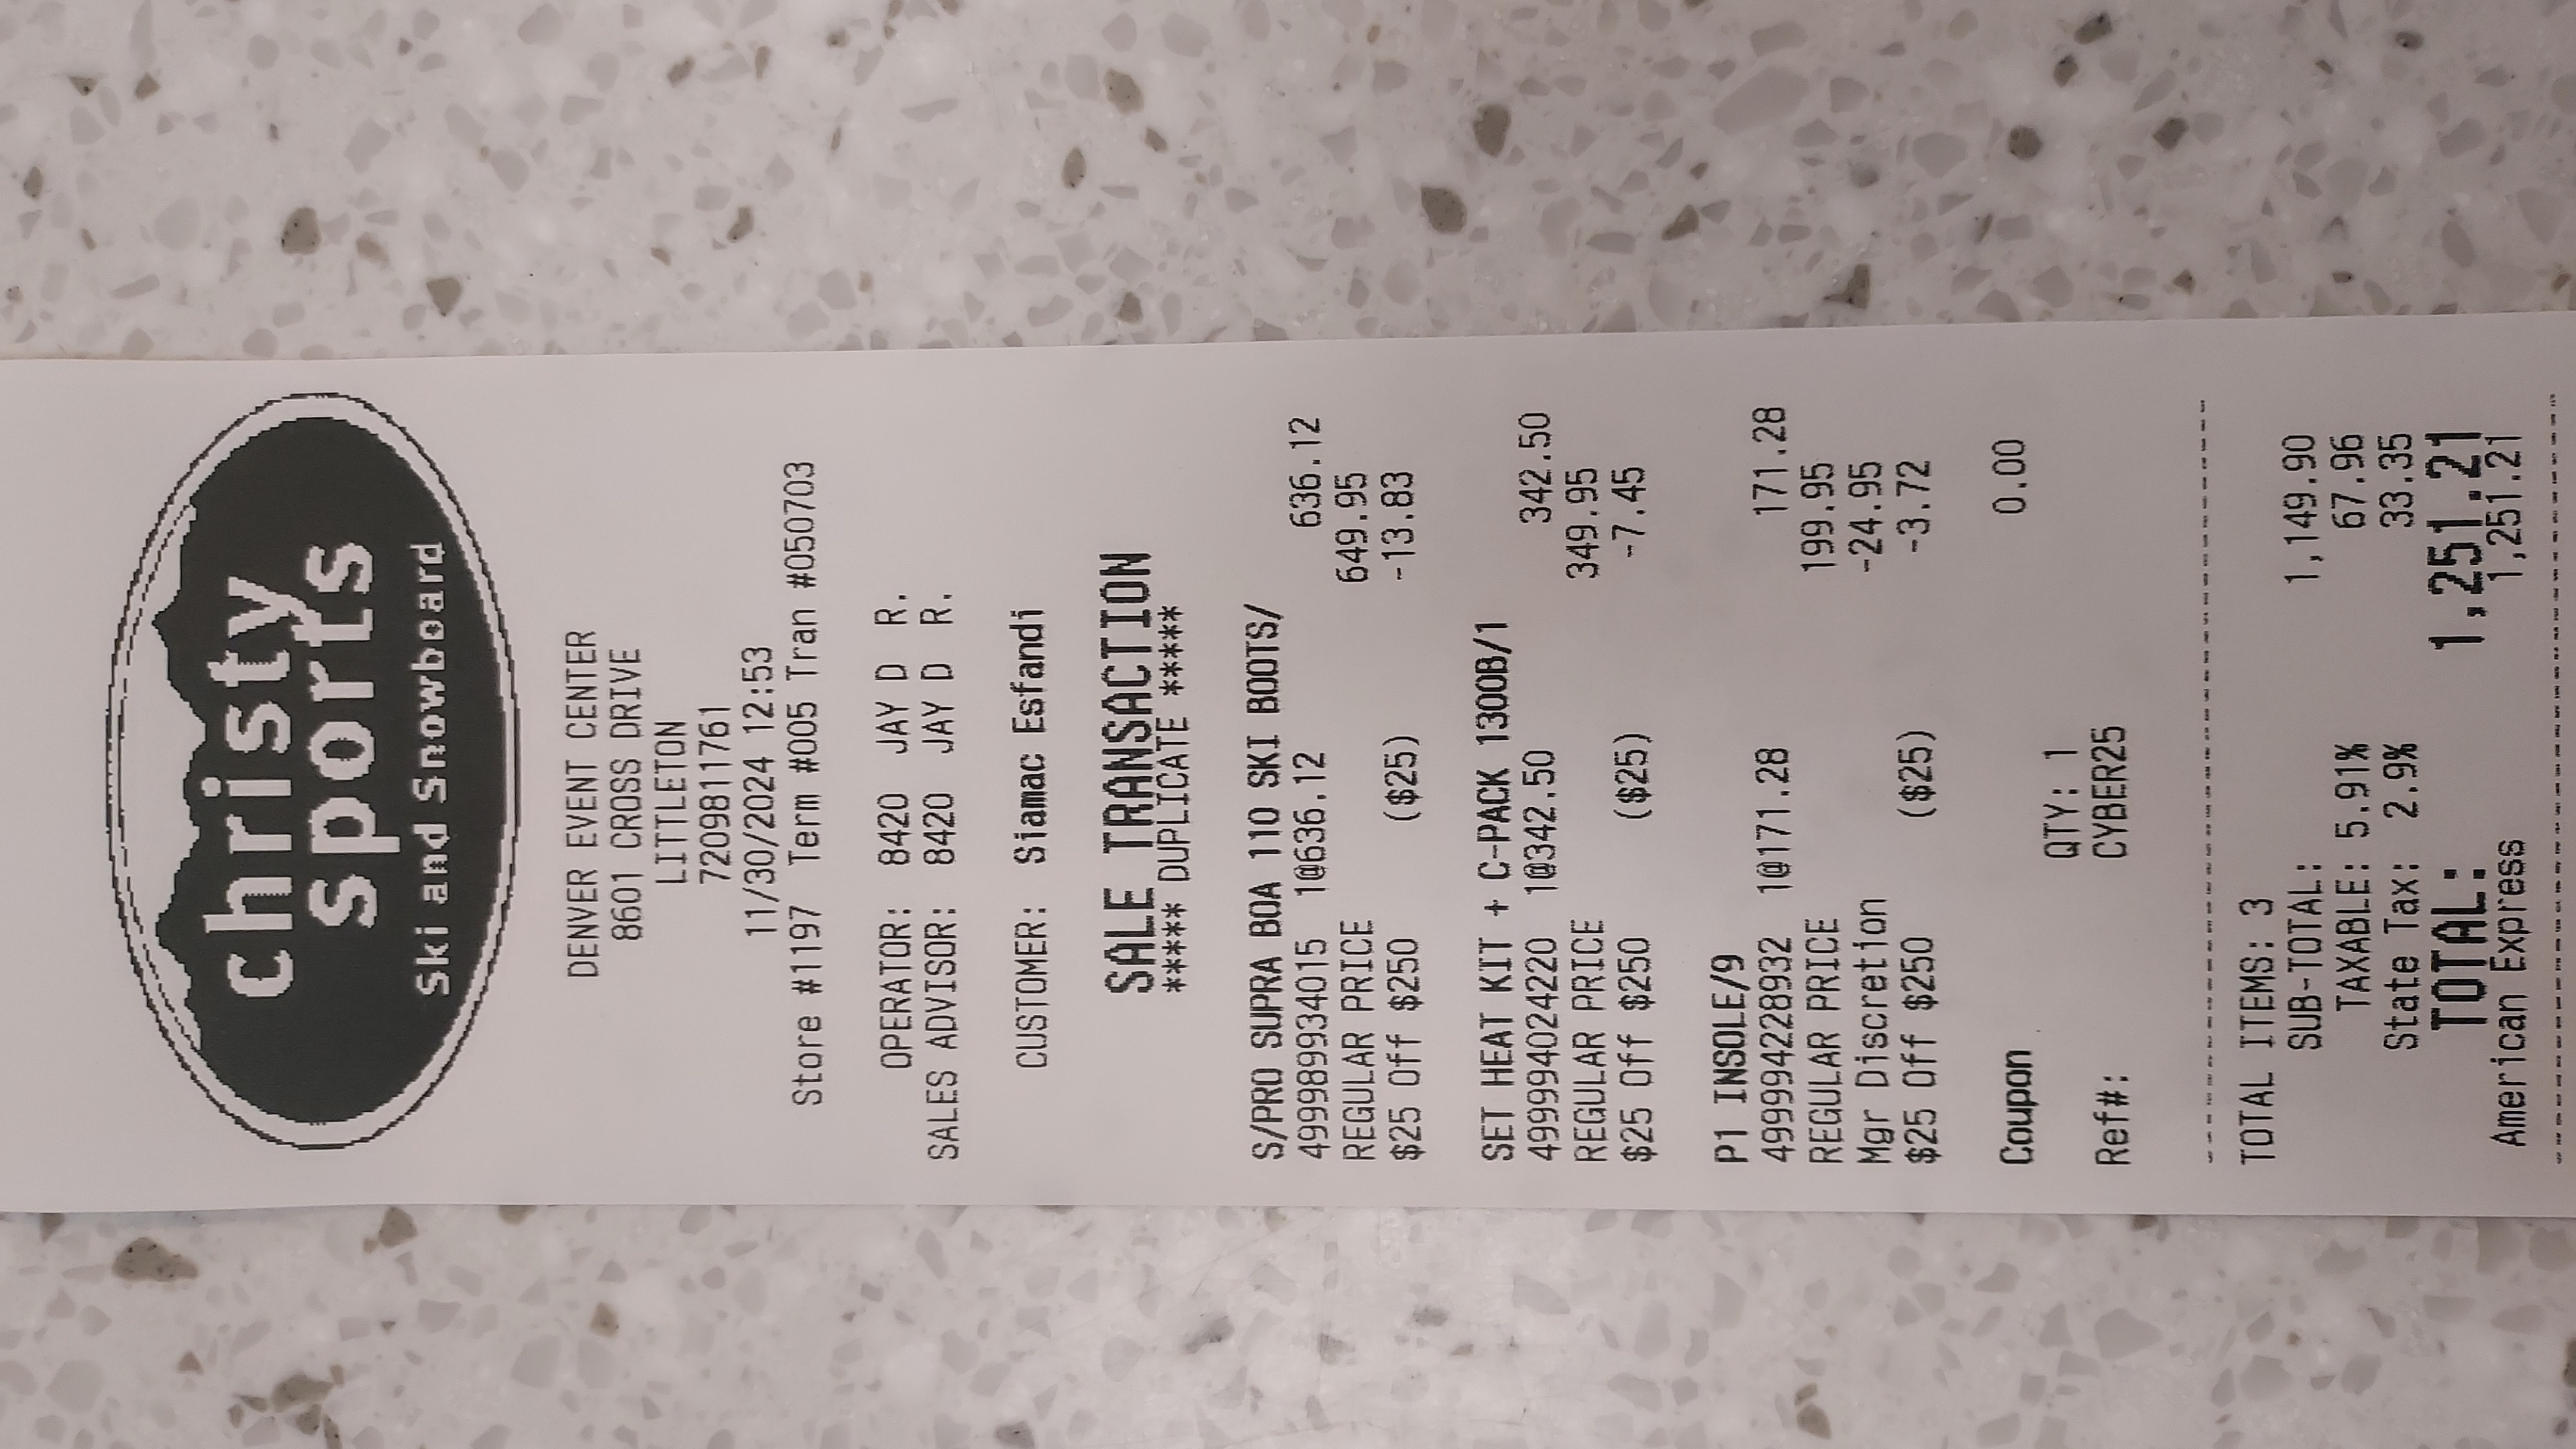 christy
sports
Ski and Snowboard
DENVER EVENT CENTER
8601 CROSS DRIVE
LITTLETON
7209811761
11/30/2024 12:53
Store #1197 Term #005 Tran #050703
OPERATOR: 8420 JAY D R.
SALES ADVISOR: 8420 JAY D R.
CUSTOMER: Siamac Esfandi
SALE TRANSACTION
***** DUPLICATE *****
S/PRO SUPRA BOA 110 SKI BOOTS/
499989934015 1@636.12 636.12
REGULAR PRICE 649.95
$25 Off $250 ($25) -13.83
SET HEAT KIT + C-PACK 1300B/1
499994024220 1@342.50 342.50
REGULAR PRICE 349.95
$25 Off $250 ($25) -7.45
P1 INSOLE/9
499994228932 1@171.28 171.28
REGULAR PRICE 199.95
Mgr Discretion -24.95
$25 Off $250 ($25) -3.72
Coupon 0.00
QTY: 1
Ref#: CYBER25
TOTAL ITEMS: 3
SUB-TOTAL: 1,149.90
TAXABLE: 5.91% 67.96
State Tax: 2.9% 33.35
TOTAL: 1,251.21
American Express 1,251.21